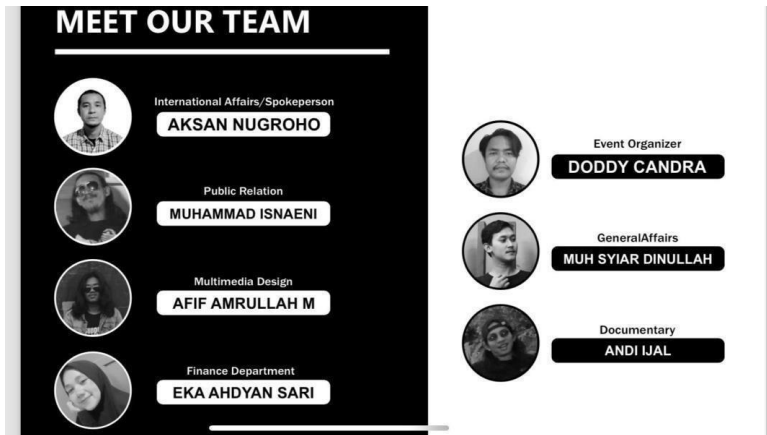 MEET OUR TEAM
International Affairs/Spokeperson
AKSAN NUGROHO
Public Relation
MUHAMMAD ISNAENI
Multimedia Design
AFIF AMRULLAH M
Finance Department
EKA AHDYAN SARI
Event Organizer
DODDY CANDRA
GeneralAffairs
MUH SYIAR DINULLAH
Documentary
ANDI IJAL